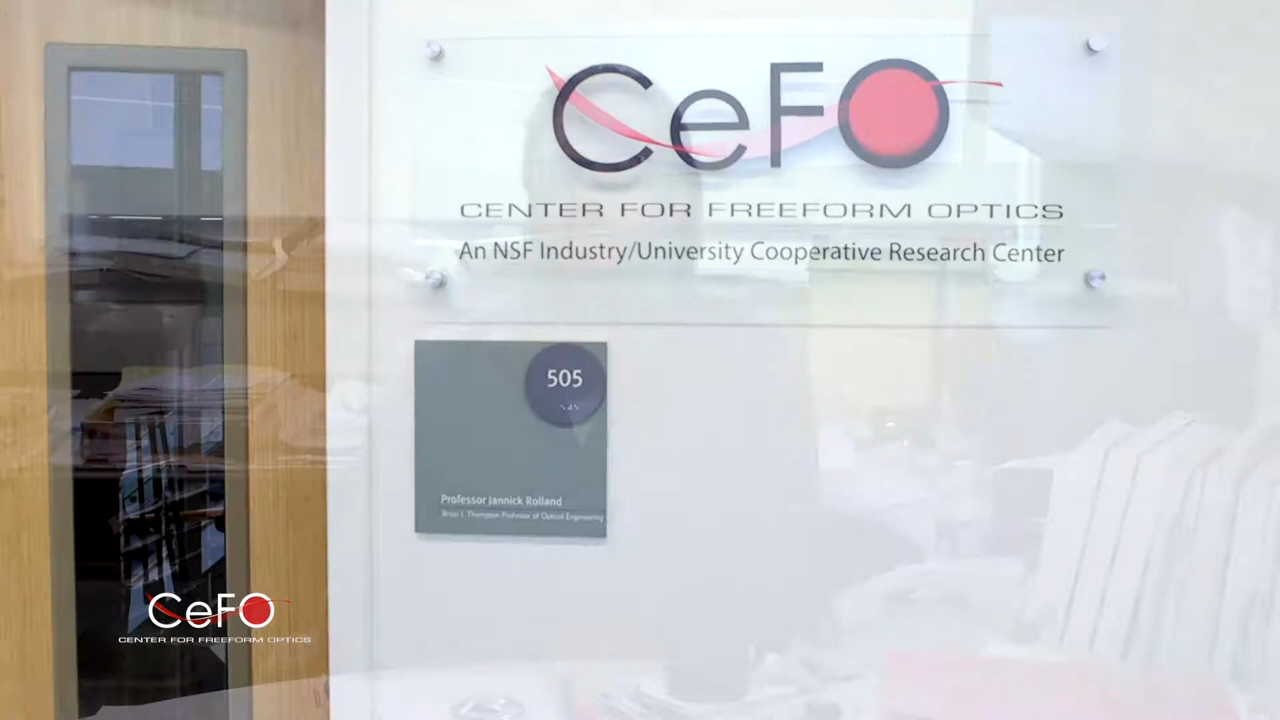 CeFO
CENTER FOR FREEFORM OPTICS
An NSF Industry/University Cooperative Research Center
505
Professor Jannick Rolland
Brian J. Thompson Professor of Optical Engineering
CeFO
CENTER FOR FREEFORM OPTICS